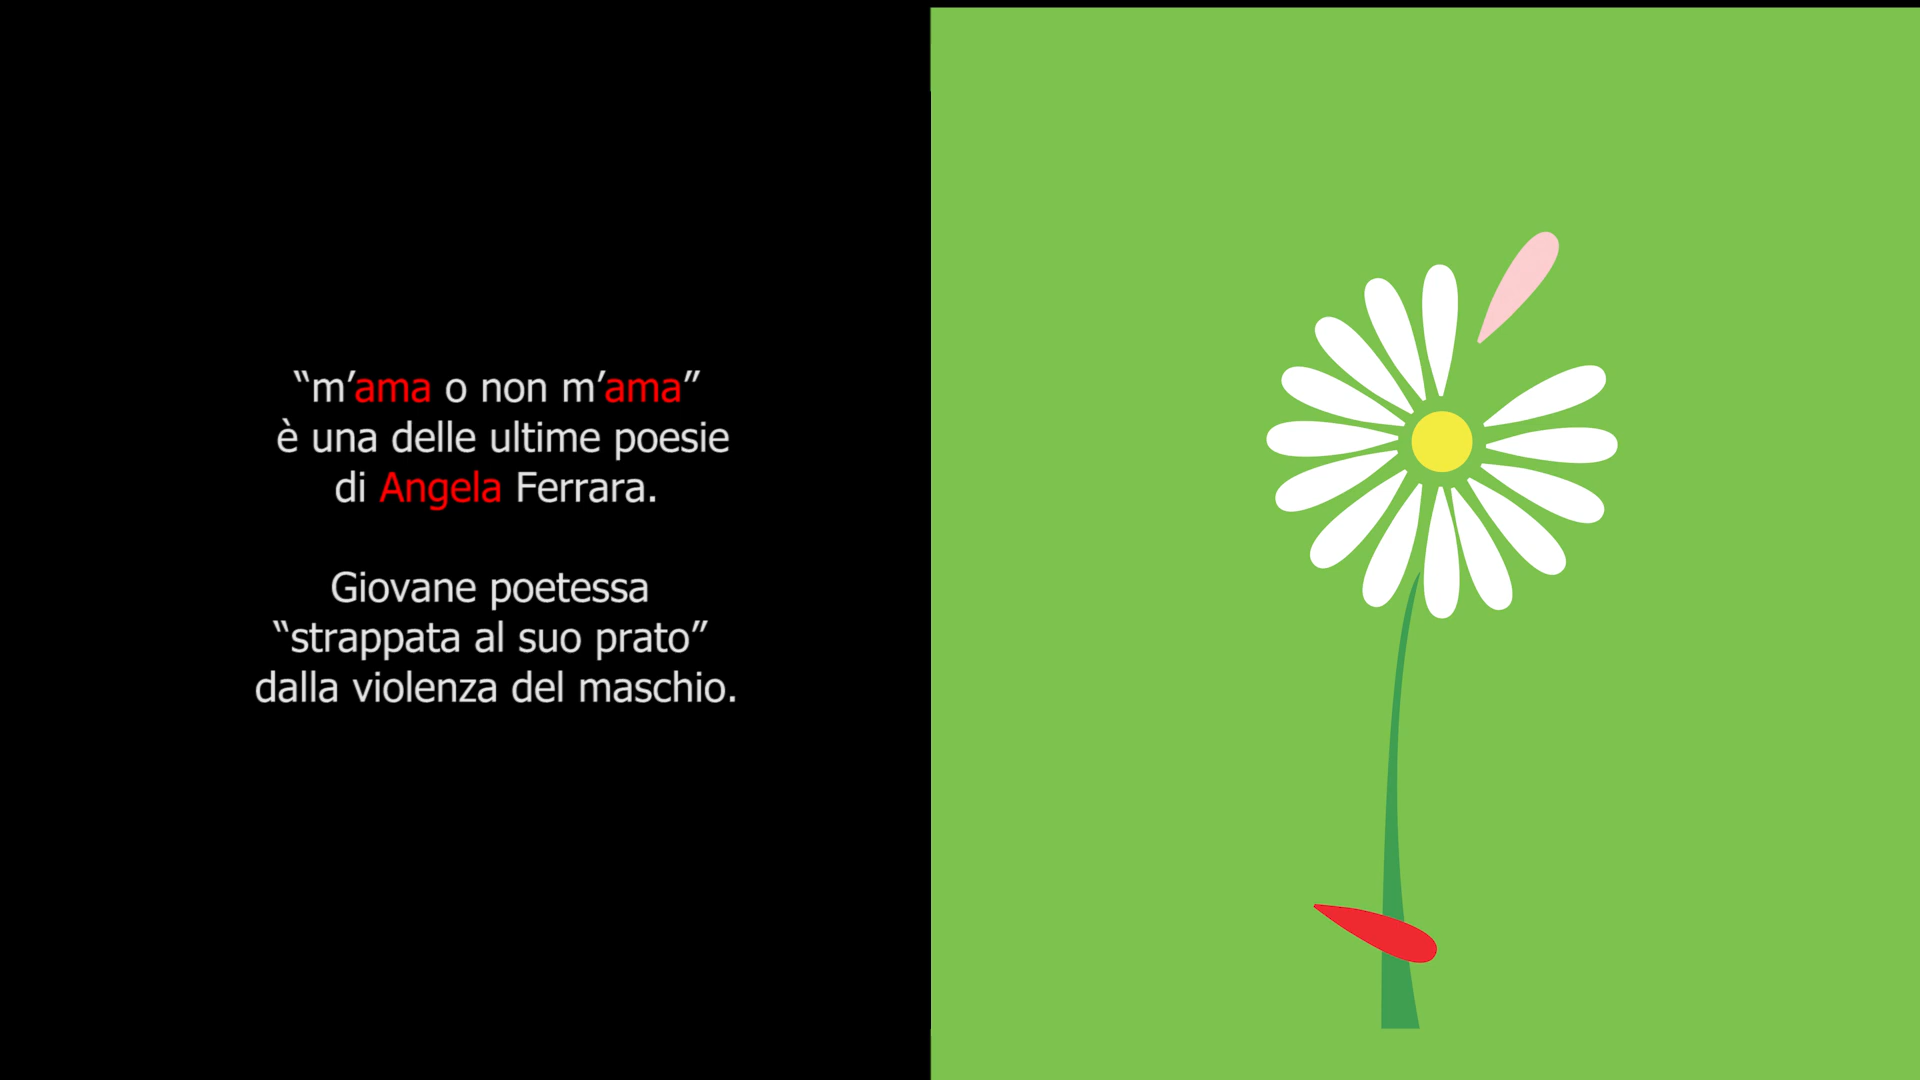 “m’ama o non m’ama”
è una delle ultime poesie
di Angela Ferrara.
Giovane poetessa
“strappata al suo prato”
dalla violenza del maschio.